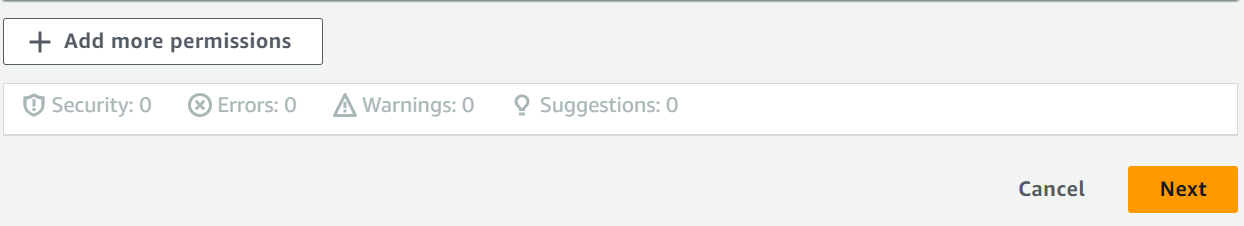 Add more permissions
Security: 0 Errors: 0 Warnings: 0 Suggestions: 0
Cancel Next